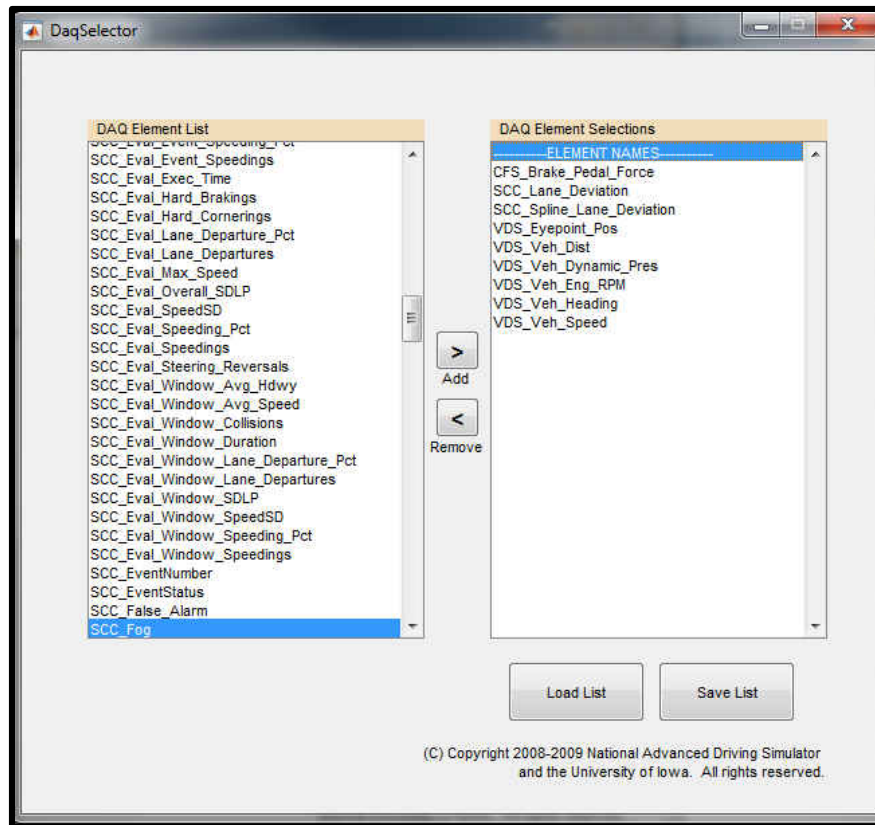 DaqSelector
DAQ Element List
SCC_Eval_Event_Speeding_Pct
SCC_Eval_Event_Speedings
SCC_Eval_Exec_Time
SCC_Eval_Hard_Brakings
SCC_Eval_Hard_Cornerings
SCC_Eval_Lane_Departure_Pct
SCC_Eval_Lane_Departures
SCC_Eval_Max_Speed
SCC_Eval_Overall_SDLP
SCC_Eval_SpeedSD
SCC_Eval_Speeding_Pct
SCC_Eval_Speedings
SCC_Eval_Steering_Reversals
SCC_Eval_Window_Avg_Hdwy
SCC_Eval_Window_Avg_Speed
SCC_Eval_Window_Collisions
SCC_Eval_Window_Duration
SCC_Eval_Window_Lane_Departure_Pct
SCC_Eval_Window_Lane_Departures
SCC_Eval_Window_SDLP
SCC_Eval_Window_SpeedSD
SCC_Eval_Window_Speeding_Pct
SCC_Eval_Window_Speedings
SCC_EventNumber
SCC_EventStatus
SCC_False_Alarm
SCC_Fog
>
Add
<
Remove
DAQ Element Selections
------------ELEMENT NAMES------------
CFS_Brake_Pedal_Force
SCC_Lane_Deviation
SCC_Spline_Lane_Deviation
VDS_Eyepoint_Pos
VDS_Veh_Dist
VDS_Veh_Dynamic_Pres
VDS_Veh_Eng_RPM
VDS_Veh_Heading
VDS_Veh_Speed
Load List
Save List
(C) Copyright 2008-2009 National Advanced Driving Simulator
and the University of Iowa. All rights reserved.